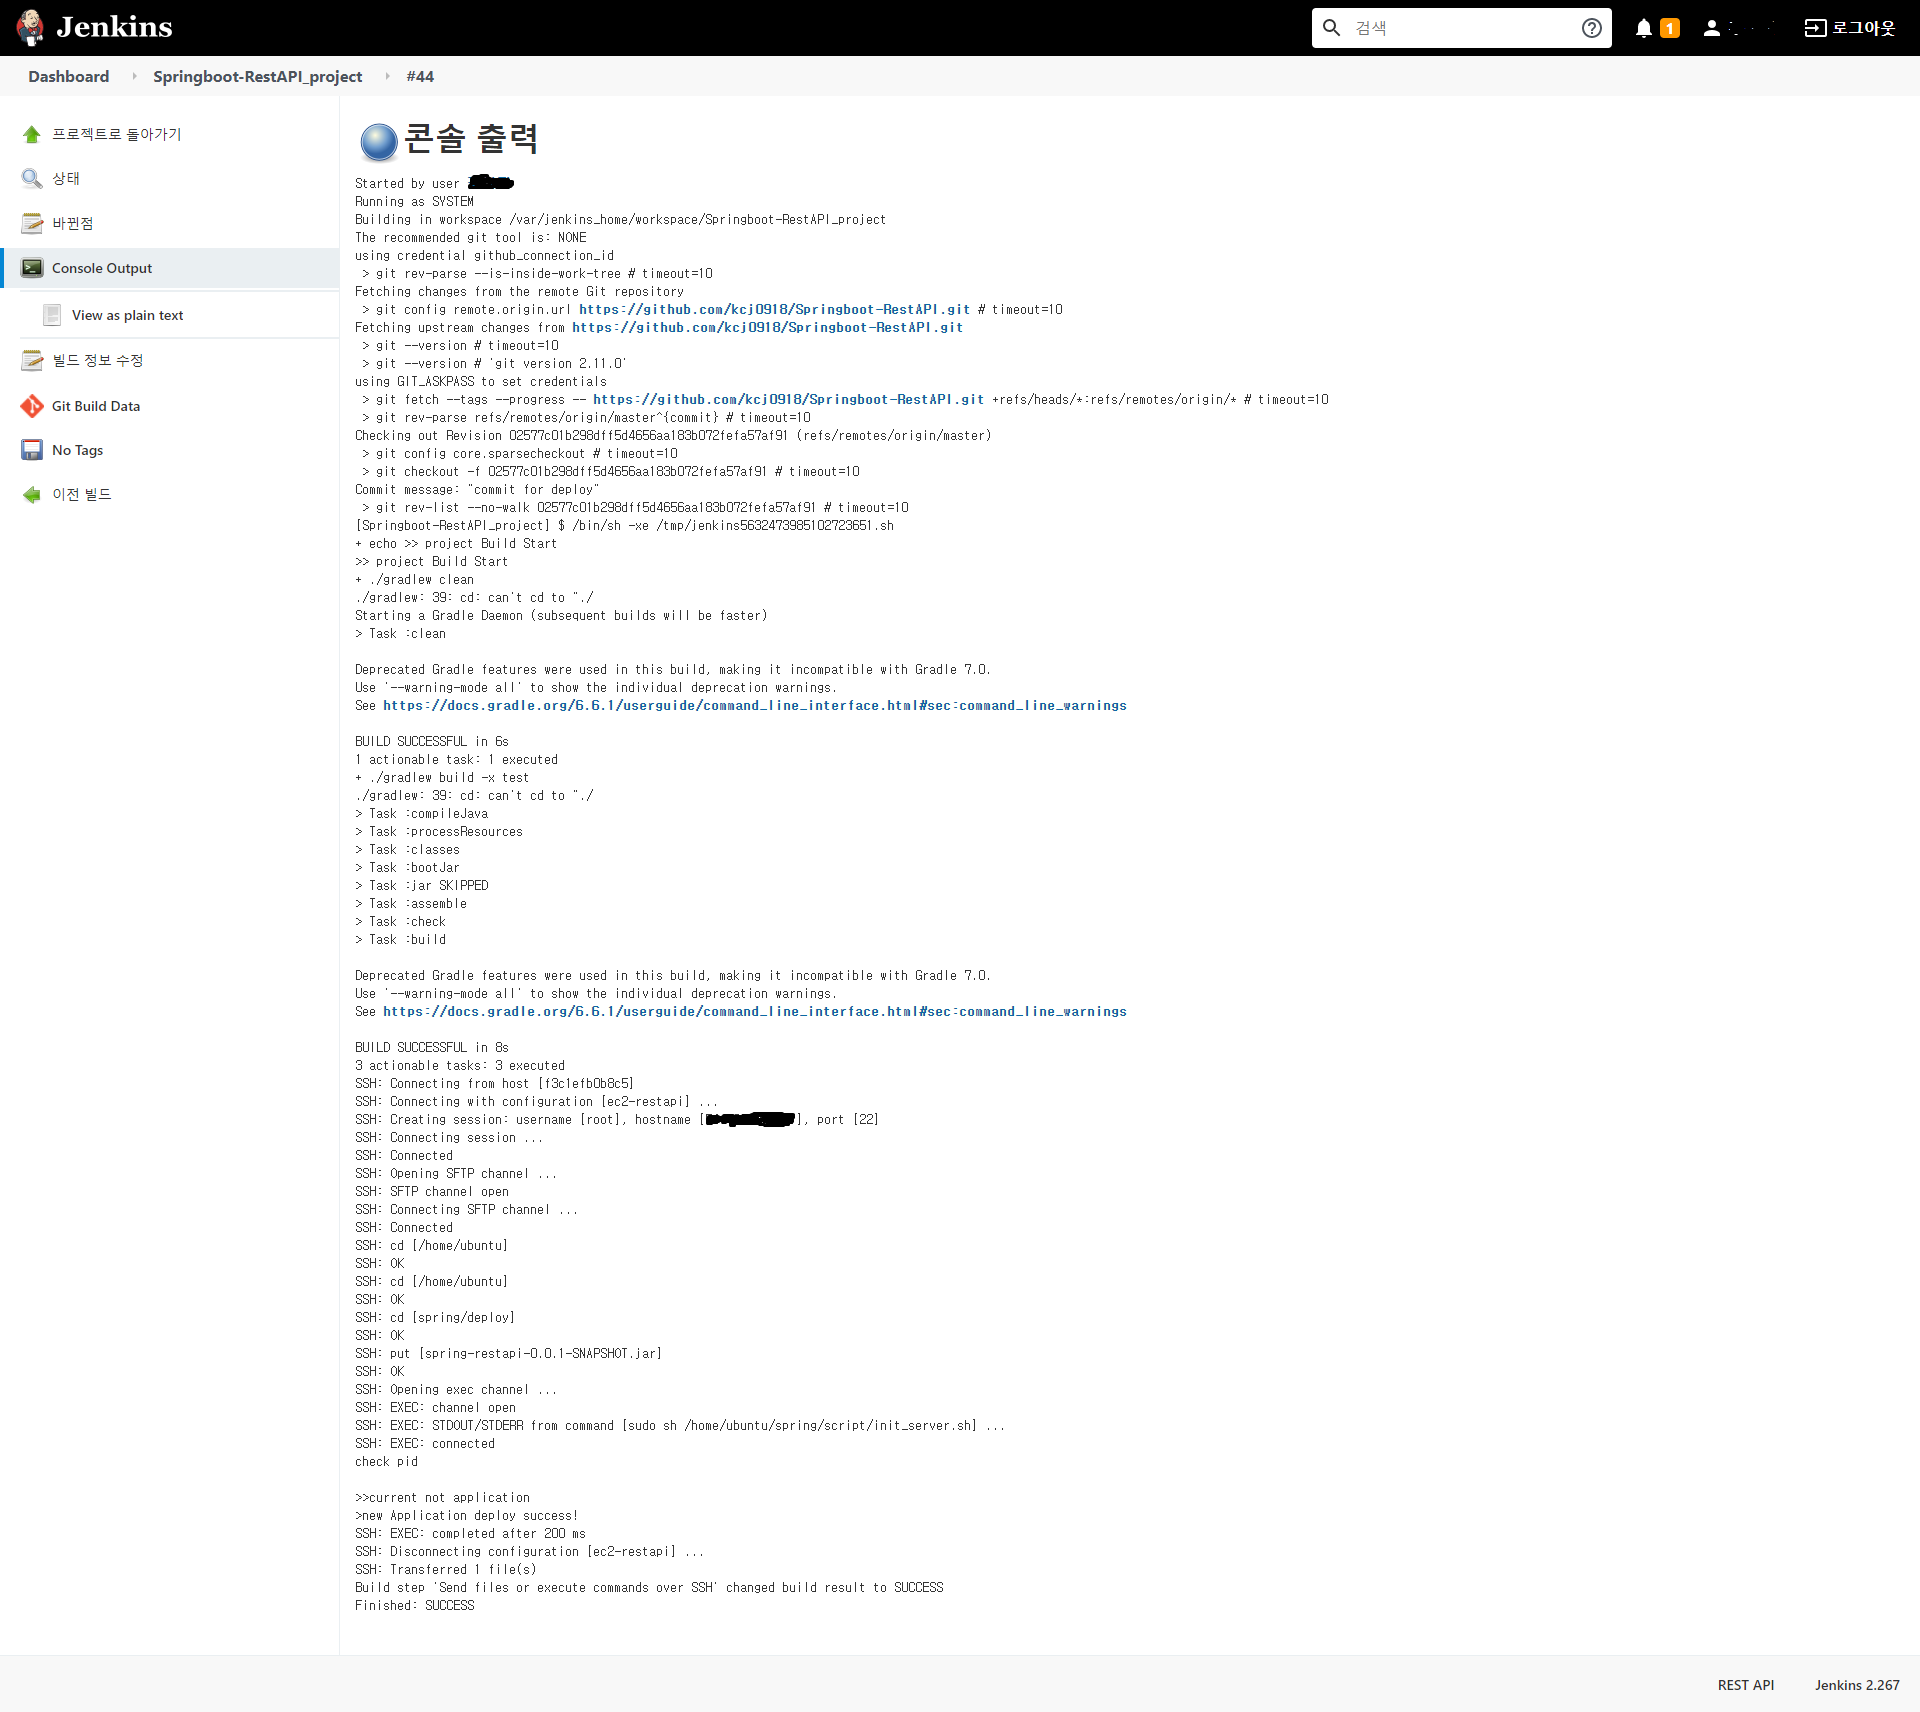 Jenkins
검색
1
로그아웃
Dashboard
Springboot-RestAPI_project
#44
프로젝트로 돌아가기
상태
바뀐점
Console Output
View as plain text
빌드 정보 수정
Git Build Data
No Tags
이전 빌드
콘솔 출력
Started by user
Running as SYSTEM
Building in workspace /var/jenkins_home/workspace/Springboot-RestAPI_project
The recommended git tool is: NONE
using credential github_connection_id
> git rev-parse --is-inside-work-tree # timeout=10
Fetching changes from the remote Git repository
> git config remote.origin.url https://github.com/kcj0918/Springboot-RestAPI.git # timeout=10
Fetching upstream changes from https://github.com/kcj0918/Springboot-RestAPI.git
> git --version # timeout=10
> git --version # 'git version 2.11.0'
using GIT_ASKPASS to set credentials
> git fetch --tags --progress -- https://github.com/kcj0918/Springboot-RestAPI.git +refs/heads/*:refs/remotes/origin/* # timeout=10
> git rev-parse refs/remotes/origin/master^{commit} # timeout=10
Checking out Revision 02577c01b298dff5d4656aa183b072fefa57af91 (refs/remotes/origin/master)
> git config core.sparsecheckout # timeout=10
> git checkout -f 02577c01b298dff5d4656aa183b072fefa57af91 # timeout=10
Commit message: "commit for deploy"
> git rev-list --no-walk 02577c01b298dff5d4656aa183b072fefa57af91 # timeout=10
[Springboot-RestAPI_project] $ /bin/sh -xe /tmp/jenkins5632473985102723651.sh
+ echo >> project Build Start
>> project Build Start
+ ./gradlew clean
./gradlew: 39: cd: can't cd to "./
Starting a Gradle Daemon (subsequent builds will be faster)
> Task :clean
Deprecated Gradle features were used in this build, making it incompatible with Gradle 7.0.
Use '--warning-mode all' to show the individual deprecation warnings.
See https://docs.gradle.org/6.6.1/userguide/command_line_interface.html#sec:command_line_warnings
BUILD SUCCESSFUL in 6s
1 actionable task: 1 executed
+ ./gradlew build -x test
./gradlew: 39: cd: can't cd to "./
> Task :compileJava
> Task :processResources
> Task :classes
> Task :bootJar
> Task :jar SKIPPED
> Task :assemble
> Task :check
> Task :build
Deprecated Gradle features were used in this build, making it incompatible with Gradle 7.0.
Use '--warning-mode all' to show the individual deprecation warnings.
See https://docs.gradle.org/6.6.1/userguide/command_line_interface.html#sec:command_line_warnings
BUILD SUCCESSFUL in 8s
3 actionable tasks: 3 executed
SSH: Connecting from host [f3c1efb0b8c5]
SSH: Connecting with configuration [ec2-restapi] ...
SSH: Creating session: username [root], hostname [], port [22]
SSH: Connecting session ...
SSH: Connected
SSH: Opening SFTP channel ...
SSH: SFTP channel open
SSH: Connecting SFTP channel ...
SSH: Connected
SSH: cd [/home/ubuntu]
SSH: OK
SSH: cd [/home/ubuntu]
SSH: OK
SSH: cd [spring/deploy]
SSH: OK
SSH: put [spring-restapi-0.0.1-SNAPSHOT.jar]
SSH: OK
SSH: Opening exec channel ...
SSH: EXEC: channel open
SSH: EXEC: STDOUT/STDERR from command [sudo sh /home/ubuntu/spring/script/init_server.sh] ...
SSH: EXEC: connected
check pid
>>current not application
>new Application deploy success!
SSH: EXEC: completed after 200 ms
SSH: Disconnecting configuration [ec2-restapi] ...
SSH: Transferred 1 file(s)
Build step 'Send files or execute commands over SSH' changed build result to SUCCESS
Finished: SUCCESS
REST API
Jenkins 2.267